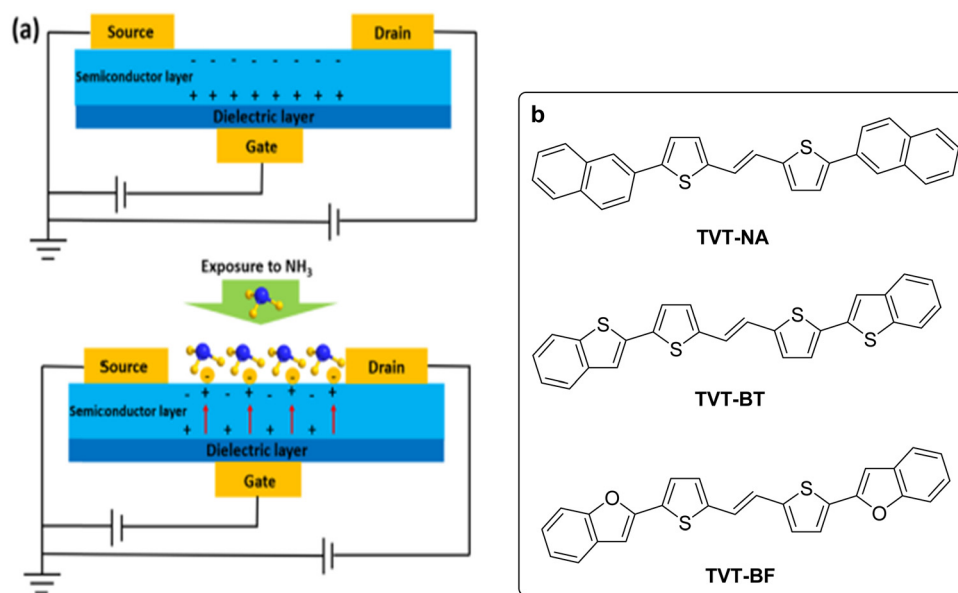 (a)
Source
Drain
- - - - - - - -
Semiconductor layer
+ + + + + + + +
Dielectric layer
Gate
Exposure to NH₃
Source
Drain
- - - -
- + - + - + - +
Semiconductor layer
+ + + +
Dielectric layer
Gate
b
S
S
TVT-NA
S
S
S
S
TVT-BT
O
S
S
O
TVT-BF